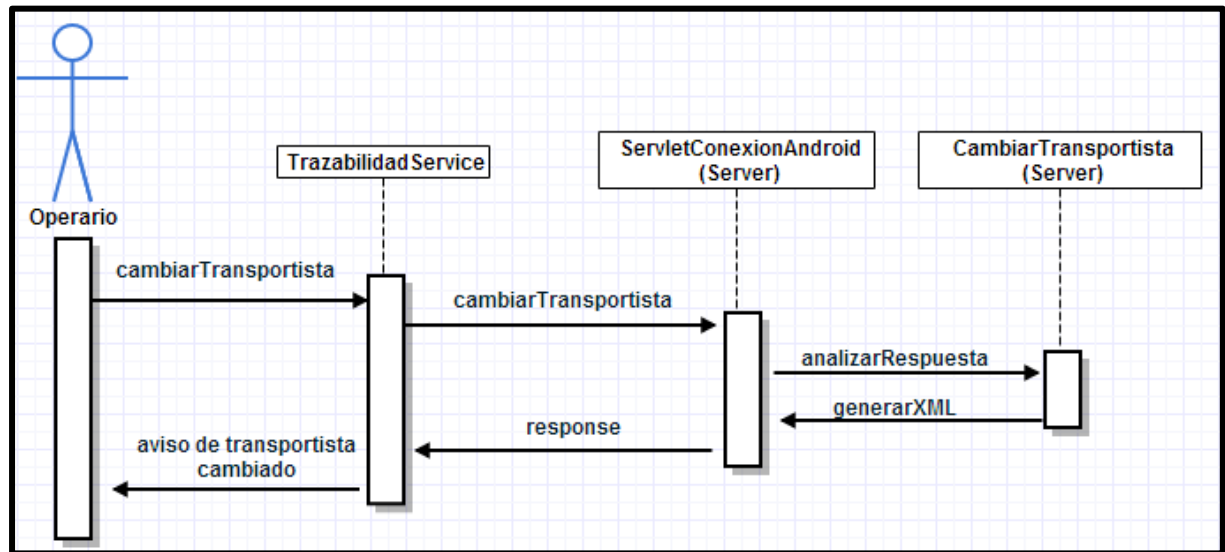 Operario
TrazabilidadService
ServletConexionAndroid
(Server)
CambiarTransportista
(Server)
cambiarTransportista
cambiarTransportista
analizarRespuesta
generarXML
response
aviso de transportista
cambiado